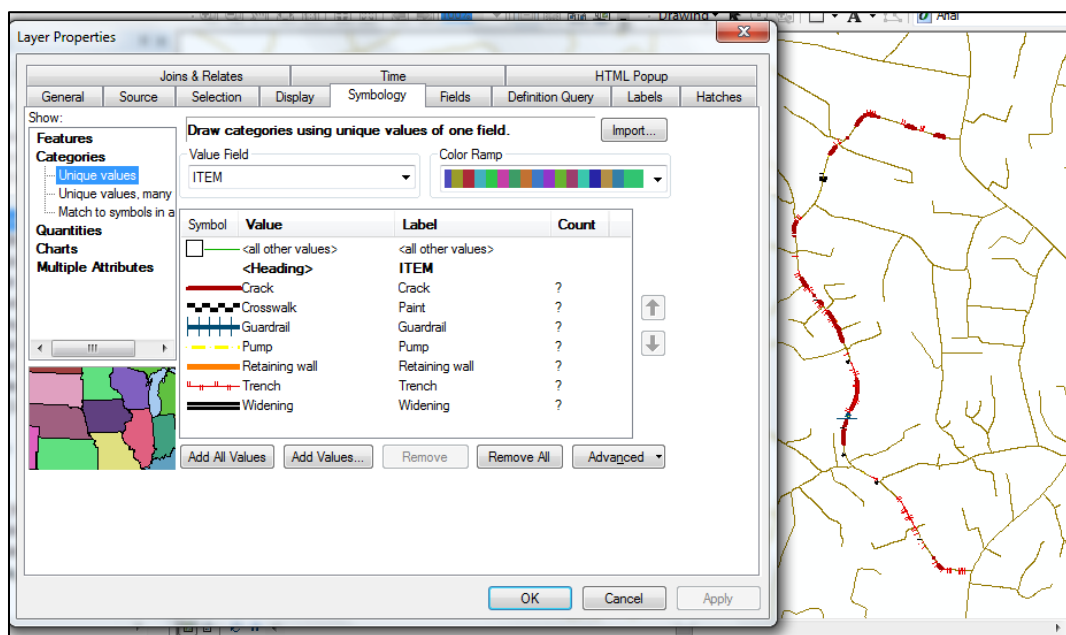 Drawing
A
Arial
Layer Properties
Joins & Relates Time HTML Popup
General Source Selection Display Symbology Fields Definition Query Labels Hatches
Show:
Features
Categories
Unique values
Unique values, many
Match to symbols in a
Quantities
Charts
Multiple Attributes
Draw categories using unique values of one field.
Import...
Value Field
ITEM
Color Ramp
Symbol Value Label Count
<all other values> <all other values>
<Heading> ITEM
Crack Crack ?
Crosswalk Paint ?
Guardrail Guardrail ?
Pump Pump ?
Retaining wall Retaining wall ?
Trench Trench ?
Widening Widening ?
Add All Values Add Values... Remove Remove All Advanced
OK Cancel Apply